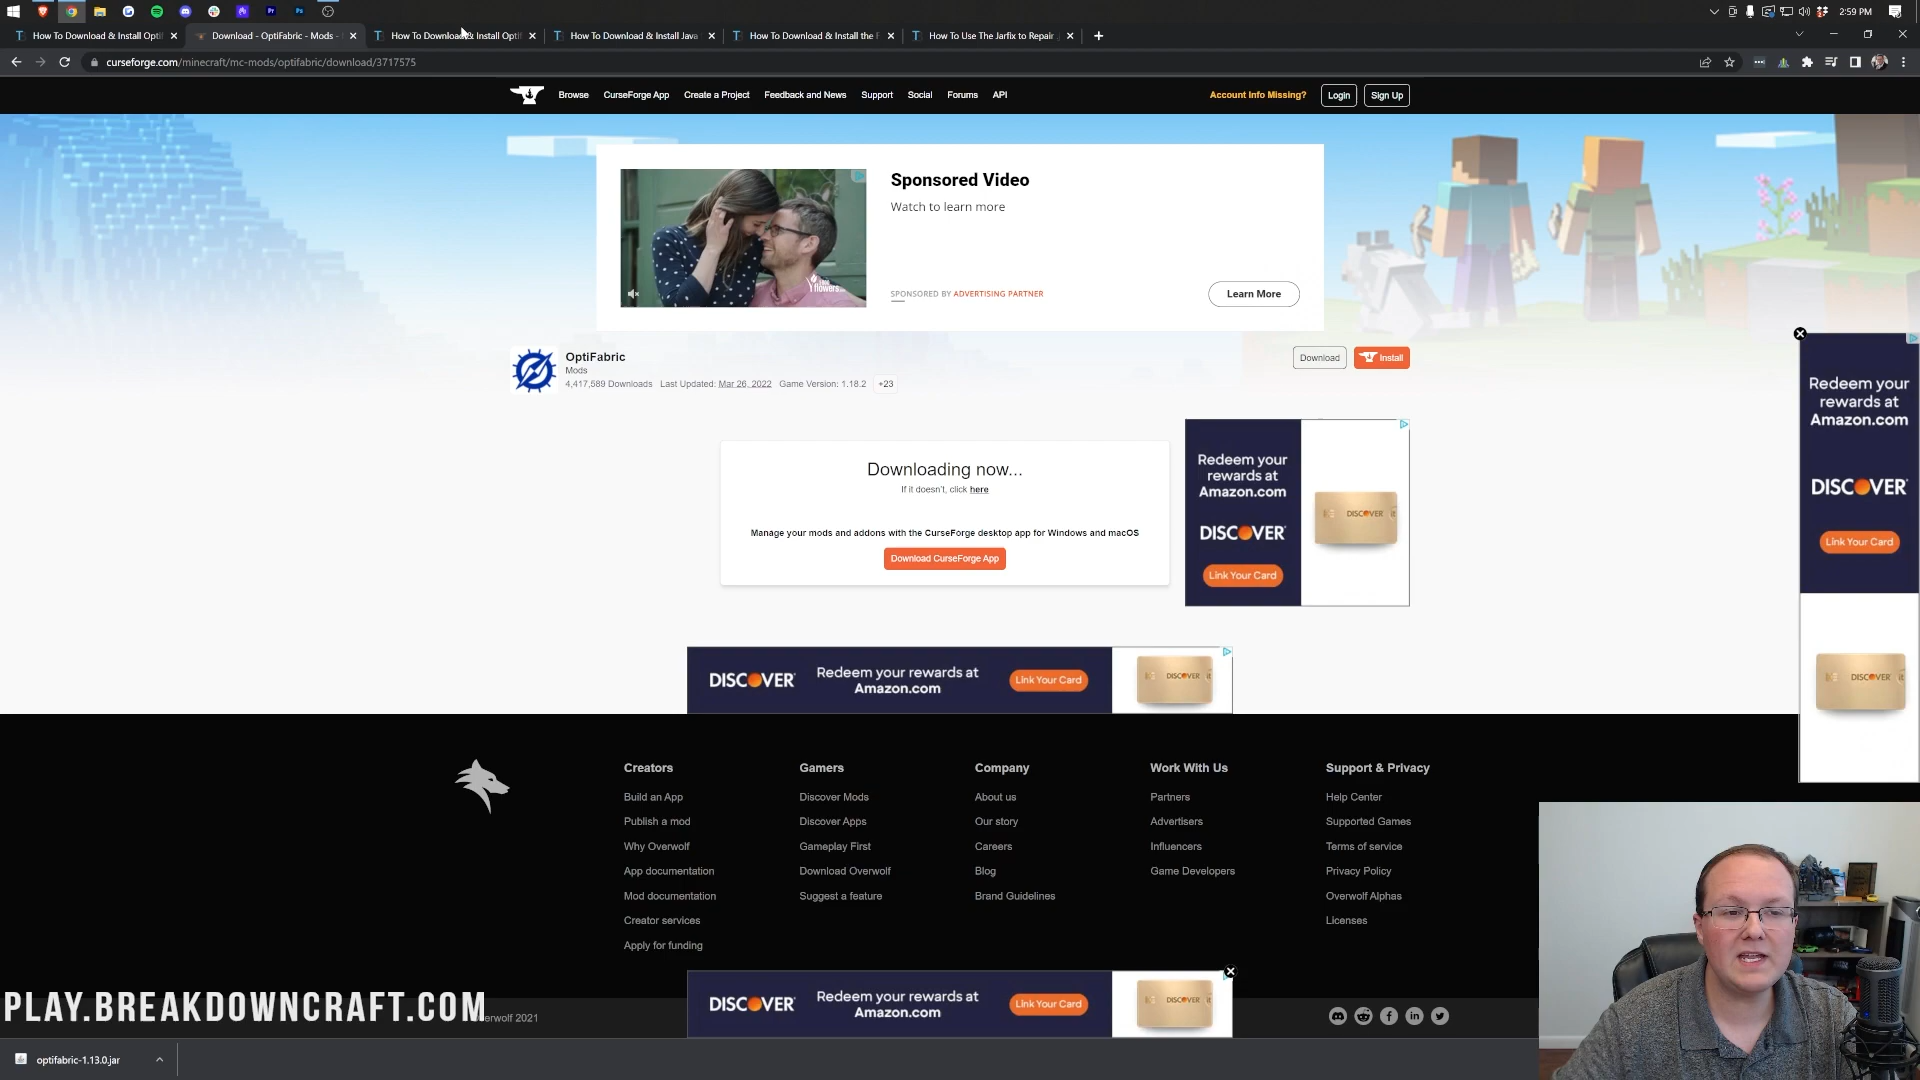 2:59 PM
How To Download & Install Opti
Download - OptiFabric - Mods -
How To Download & Install Opti
How To Download & Install Java
How To Download & Install the F
How To Use The Jarfix to Repair
curseforge.com/minecraft/mc-mods/optifabric/download/3717575
Browse
CurseForge App
Create a Project
Feedback and News
Support
Social
Forums
API
Account Info Missing?
Login
Sign Up
Sponsored Video
Watch to learn more
SPONSORED BY ADVERTISING PARTNER
Learn More
flowers
OptiFabric
Mods
4,417,589 Downloads Last Updated: Mar 26, 2022 Game Version: 1.18.2 +23
Download
Install
Downloading now...
If it doesn't, click here
Manage your mods and addons with the CurseForge desktop app for Windows and macOS
Download CurseForge App
Redeem your
rewards at
Amazon.com
DISCOVER
Link Your Card
DISCOVER
Redeem your
rewards at
Amazon.com
DISCOVER
Link Your Card
DISCOVER
DISCOVER
Redeem your rewards at
Amazon.com
Link Your Card
DISCOVER
Creators
Build an App
Publish a mod
Why Overwolf
App documentation
Mod documentation
Creator services
Apply for funding
Gamers
Discover Mods
Discover Apps
Gameplay First
Download Overwolf
Suggest a feature
Company
About us
Our story
Careers
Blog
Brand Guidelines
Work With Us
Partners
Advertisers
Influencers
Game Developers
Support & Privacy
Help Center
Supported Games
Terms of service
Privacy Policy
Overwolf Alphas
Licenses
DISCOVER
Redeem your rewards at
Amazon.com
Link Your Card
DISCOVER
PLAY.BREAKDOWNCRAFT.COM
erwolf 2021
optifabric-1.13.0.jar